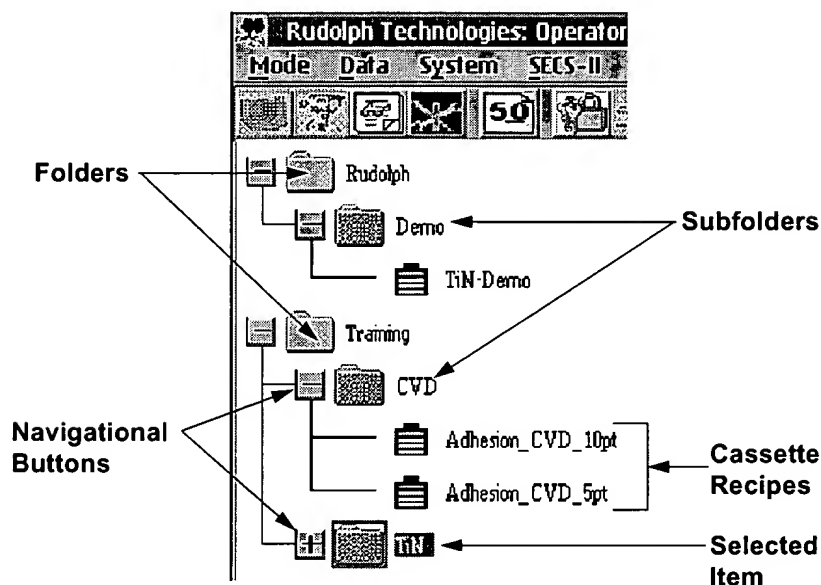 Rudolph Technologies: Operator
Mode Data System SECS-II
50
Folders
Rudolph
Demo
Subfolders
TiN-Demo
Training
CVD
Navigational
Buttons
Adhesion_CVD_10pt
Adhesion_CVD_5pt
Cassette
Recipes
TiN
Selected
Item